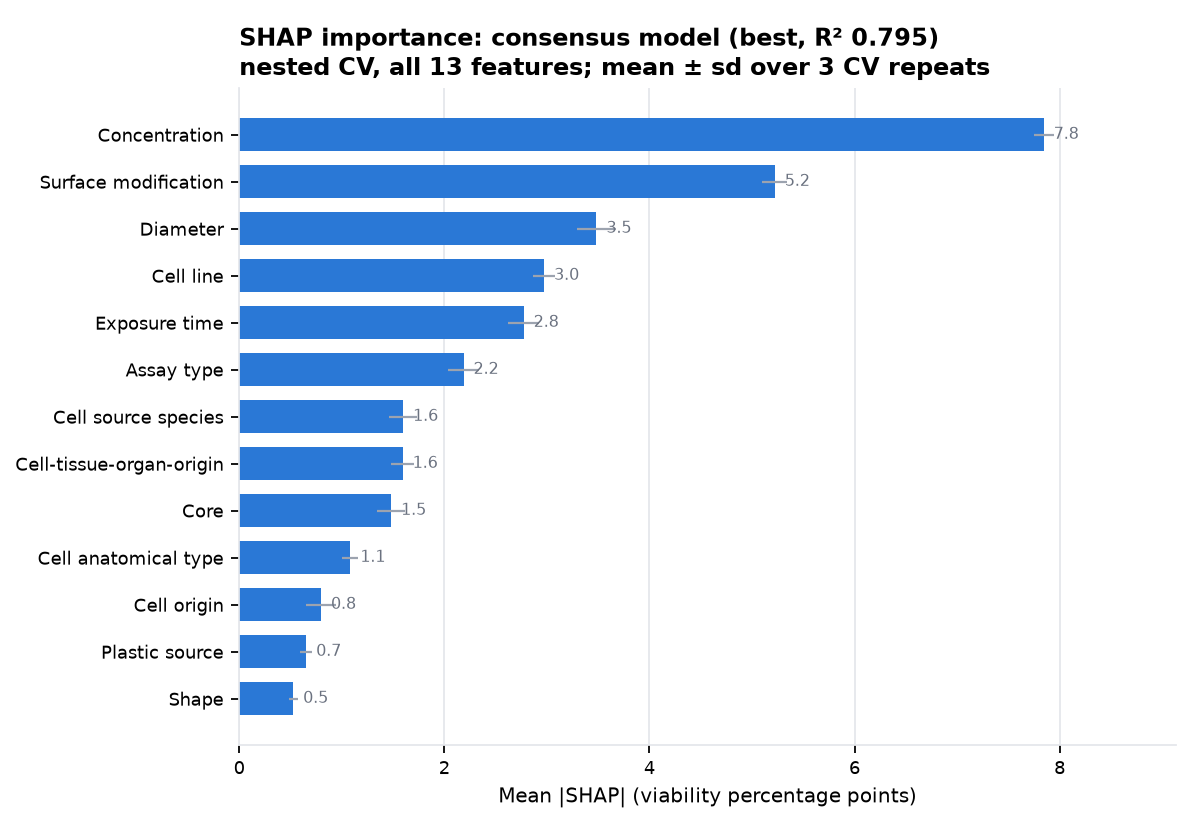 SHAP importance: consensus model (best, R² 0.795)
nested CV, all 13 features; mean ± sd over 3 CV repeats
Concentration 7.8
Surface modification 5.2
Diameter 3.5
Cell line 3.0
Exposure time 2.8
Assay type 2.2
Cell source species 1.6
Cell-tissue-organ-origin 1.6
Core 1.5
Cell anatomical type 1.1
Cell origin 0.8
Plastic source 0.7
Shape 0.5
0 2 4 6 8
Mean |SHAP| (viability percentage points)